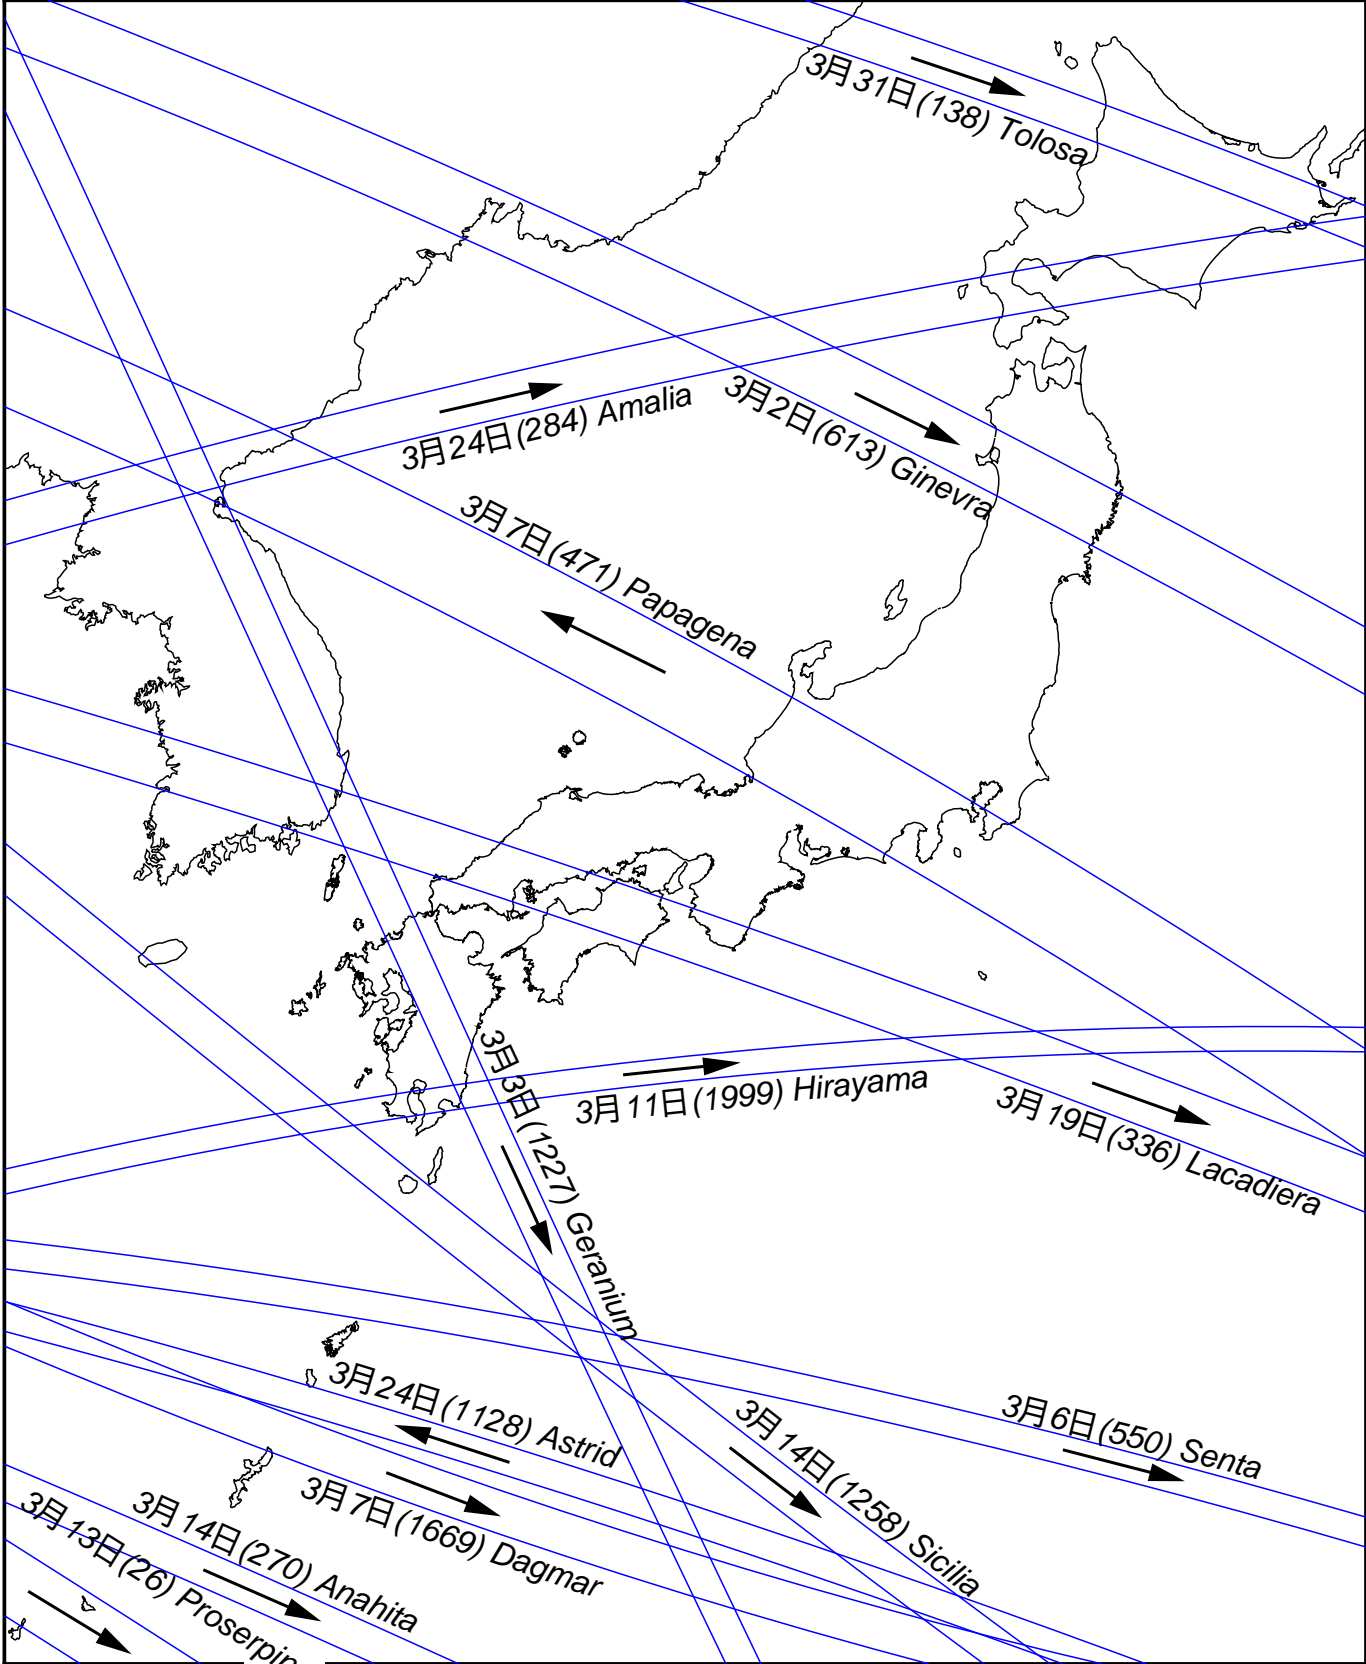 3月31日(138) Tolosa
3月24日(284) Amalia
3月2日(613) Ginevra
3月7日(471) Papagena
3月3日(1227) Geranium
3月11日(1999) Hirayama
3月19日(336) Lacadiera
3月24日(1128) Astrid
3月6日(550) Senta
3月14日(1258) Sicilia
3月7日(1669) Dagmar
3月14日(270) Anahita
3月13日(26) Proserpin